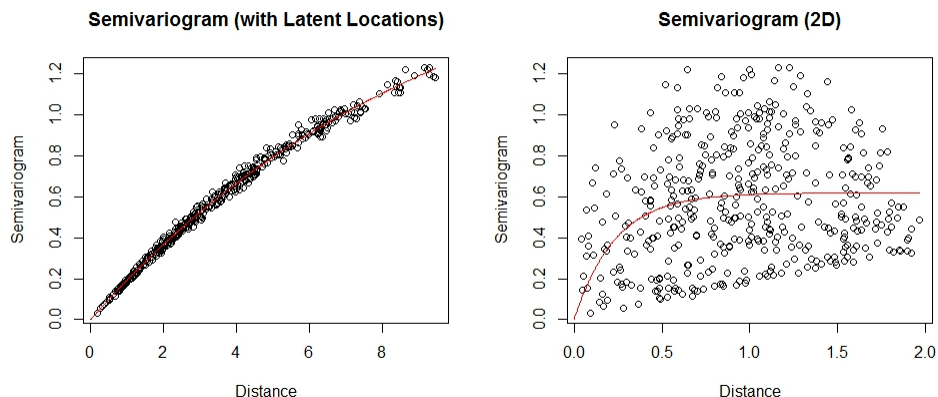 Semivariogram (with Latent Locations)
Semivariogram
0.0 0.2 0.4 0.6 0.8 1.0 1.2
0 2 4 6 8
Distance
Semivariogram (2D)
Semivariogram
0.0 0.2 0.4 0.6 0.8 1.0 1.2
0.0 0.5 1.0 1.5 2.0
Distance